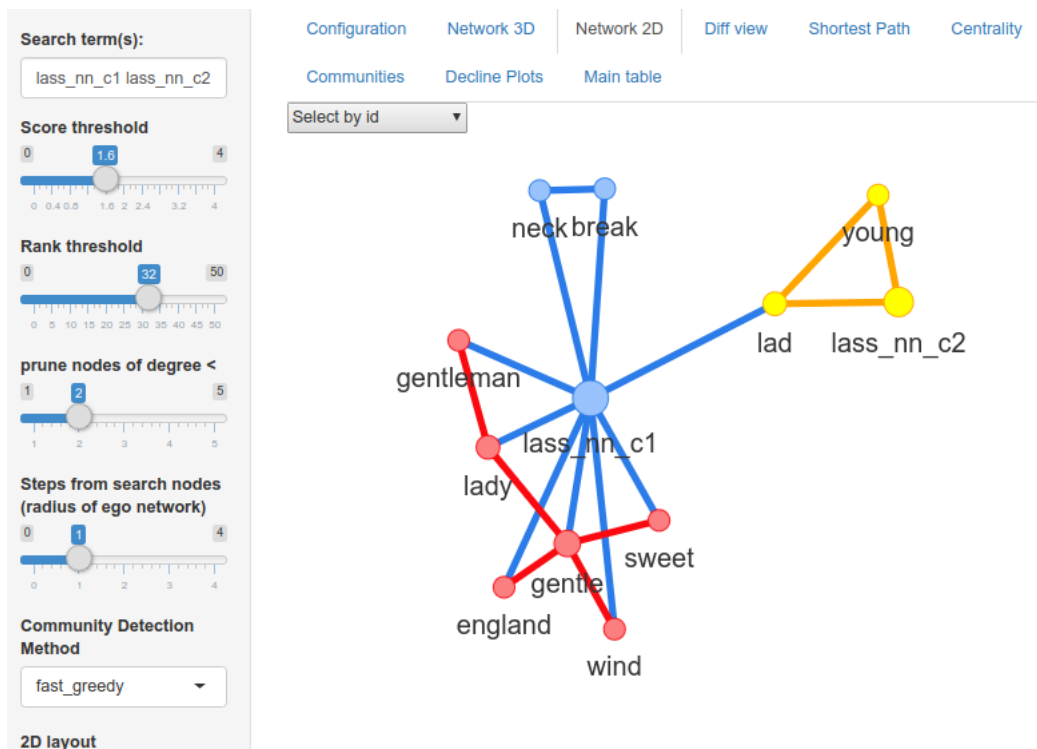 Search term(s):
lass_nn_c1 lass_nn_c2
Score threshold
0 1.6 4
0 0.4 0.8 1.6 2 2.4 3.2 4
Rank threshold
0 32 50
0 5 10 15 20 25 30 35 40 45 50
prune nodes of degree <
1 2 5
1 2 3 4 5
Steps from search nodes
(radius of ego network)
0 1 4
0 1 2 3 4
Community Detection
Method
fast_greedy
2D layout
Configuration Network 3D Network 2D Diff view Shortest Path Centrality
Communities Decline Plots Main table
Select by id
neck break
young
lad lass_nn_c2
gentleman
lass_nn_c1
lady
sweet
gentle
england
wind